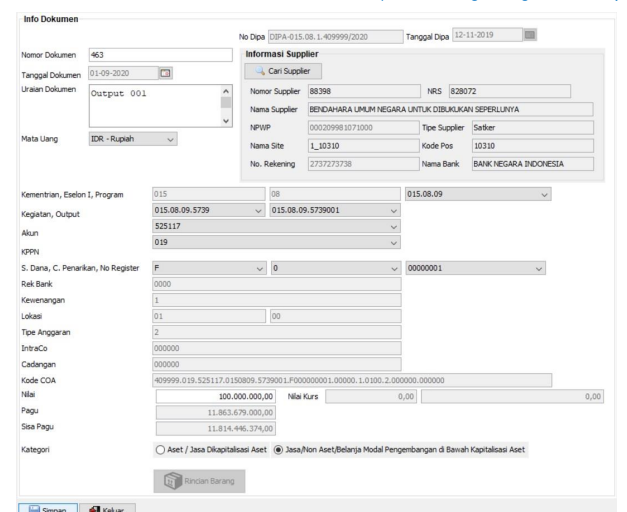 Info Dokumen
No Dipa DIPA-015.08.1.409999/2020 Tanggal Dipa 12-11-2019
Nomor Dokumen 463
Tanggal Dokumen 01-09-2020
Uraian Dokumen Output 001
Mata Uang IDR - Rupiah
Informasi Supplier
Cari Supplier
Nomor Supplier 88398 NRS 828072
Nama Supplier BENDAHARA UMUM NEGARA UNTUK DIBUKUKAN SEPERLUNYA
NPWP 000209981071000 Tipe Supplier Satker
Nama Site 1_10310 Kode Pos 10310
No. Rekening 2737273738 Nama Bank BANK NEGARA INDONESIA
Kementrian, Eselon I, Program 015 08 015.08.09
Kegiatan, Output 015.08.09.5739 015.08.09.5739001
Akun 525117
KPPN 019
S. Dana, C. Penarikan, No Register F 0 00000001
Rek Bank 0000
Kewenangan 1
Lokasi 01 00
Tipe Anggaran 2
IntraCo 000000
Cadangan 000000
Kode COA 409999.019.525117.0150809.5739001.F00000001.00000.1.0100.2.000000.000000
Nilai 100.000.000,00 Nilai Kurs 0,00 0,00
Pagu 11.863.679.000,00
Sisa Pagu 11.814.446.374,00
Kategori Aset / Jasa Dikapitalisasi Aset Jasa/Non Aset/Belanja Modal Pengembangan di Bawah Kapitalisasi Aset
Rincian Barang
Simpan Keluar